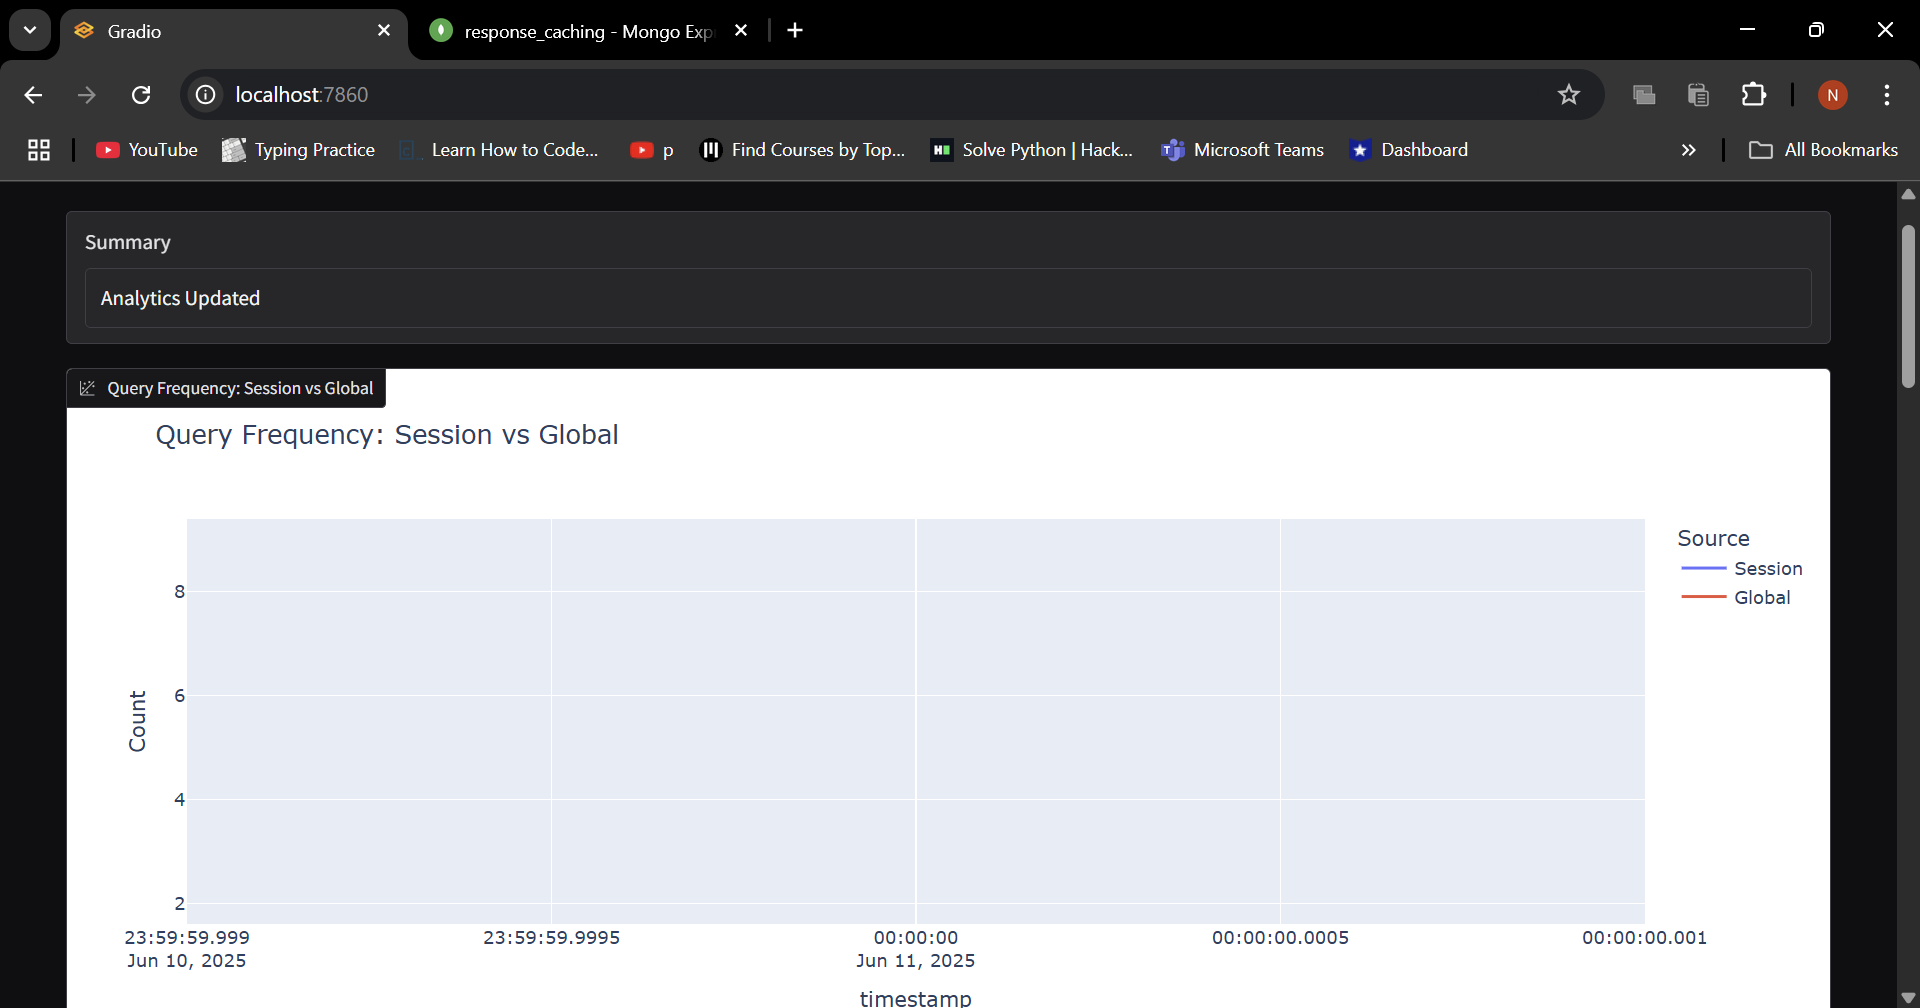 Gradio
response_caching - Mongo Exp
localhost:7860
N
YouTube
Typing Practice
Learn How to Code...
p
Find Courses by Top...
Solve Python | Hack...
Microsoft Teams
Dashboard
All Bookmarks
Summary
Analytics Updated
Query Frequency: Session vs Global
Query Frequency: Session vs Global
Source
Session
Global
Count
8
6
4
2
23:59:59.999
Jun 10, 2025
23:59:59.9995
00:00:00
Jun 11, 2025
00:00:00.0005
00:00:00.001
timestamp